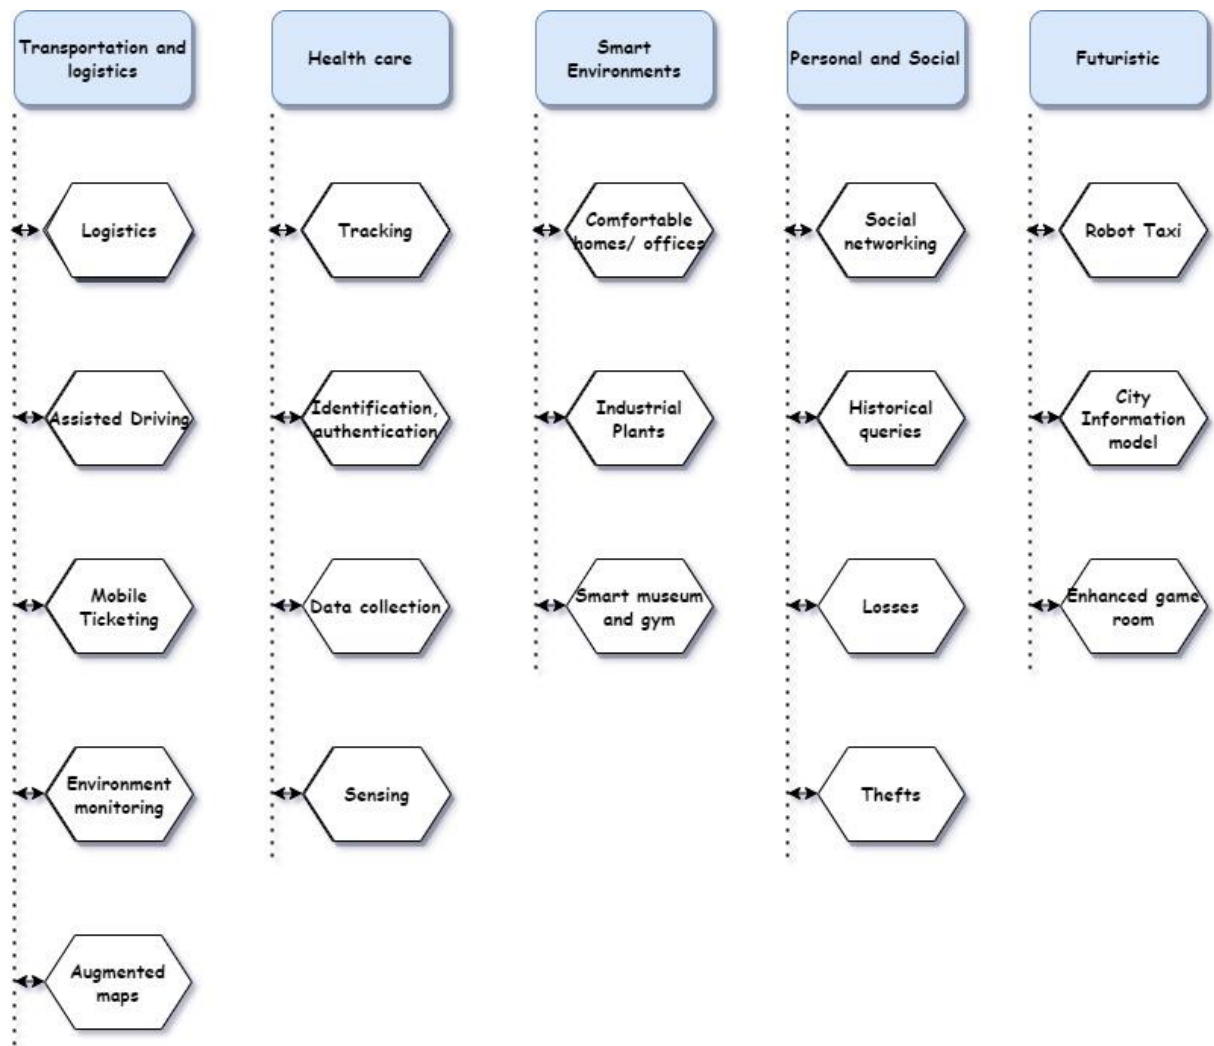 Transportation and
logistics
Health care
Smart
Environments
Personal and Social
Futuristic
Logistics
Tracking
Comfortable
homes/ offices
Social
networking
Robot Taxi
Assisted Driving
Identification,
authentication
Industrial
Plants
Historical
queries
City
Information
model
Mobile
Ticketing
Data collection
Smart museum
and gym
Losses
Enhanced game
room
Environment
monitoring
Sensing
Thefts
Augmented
maps